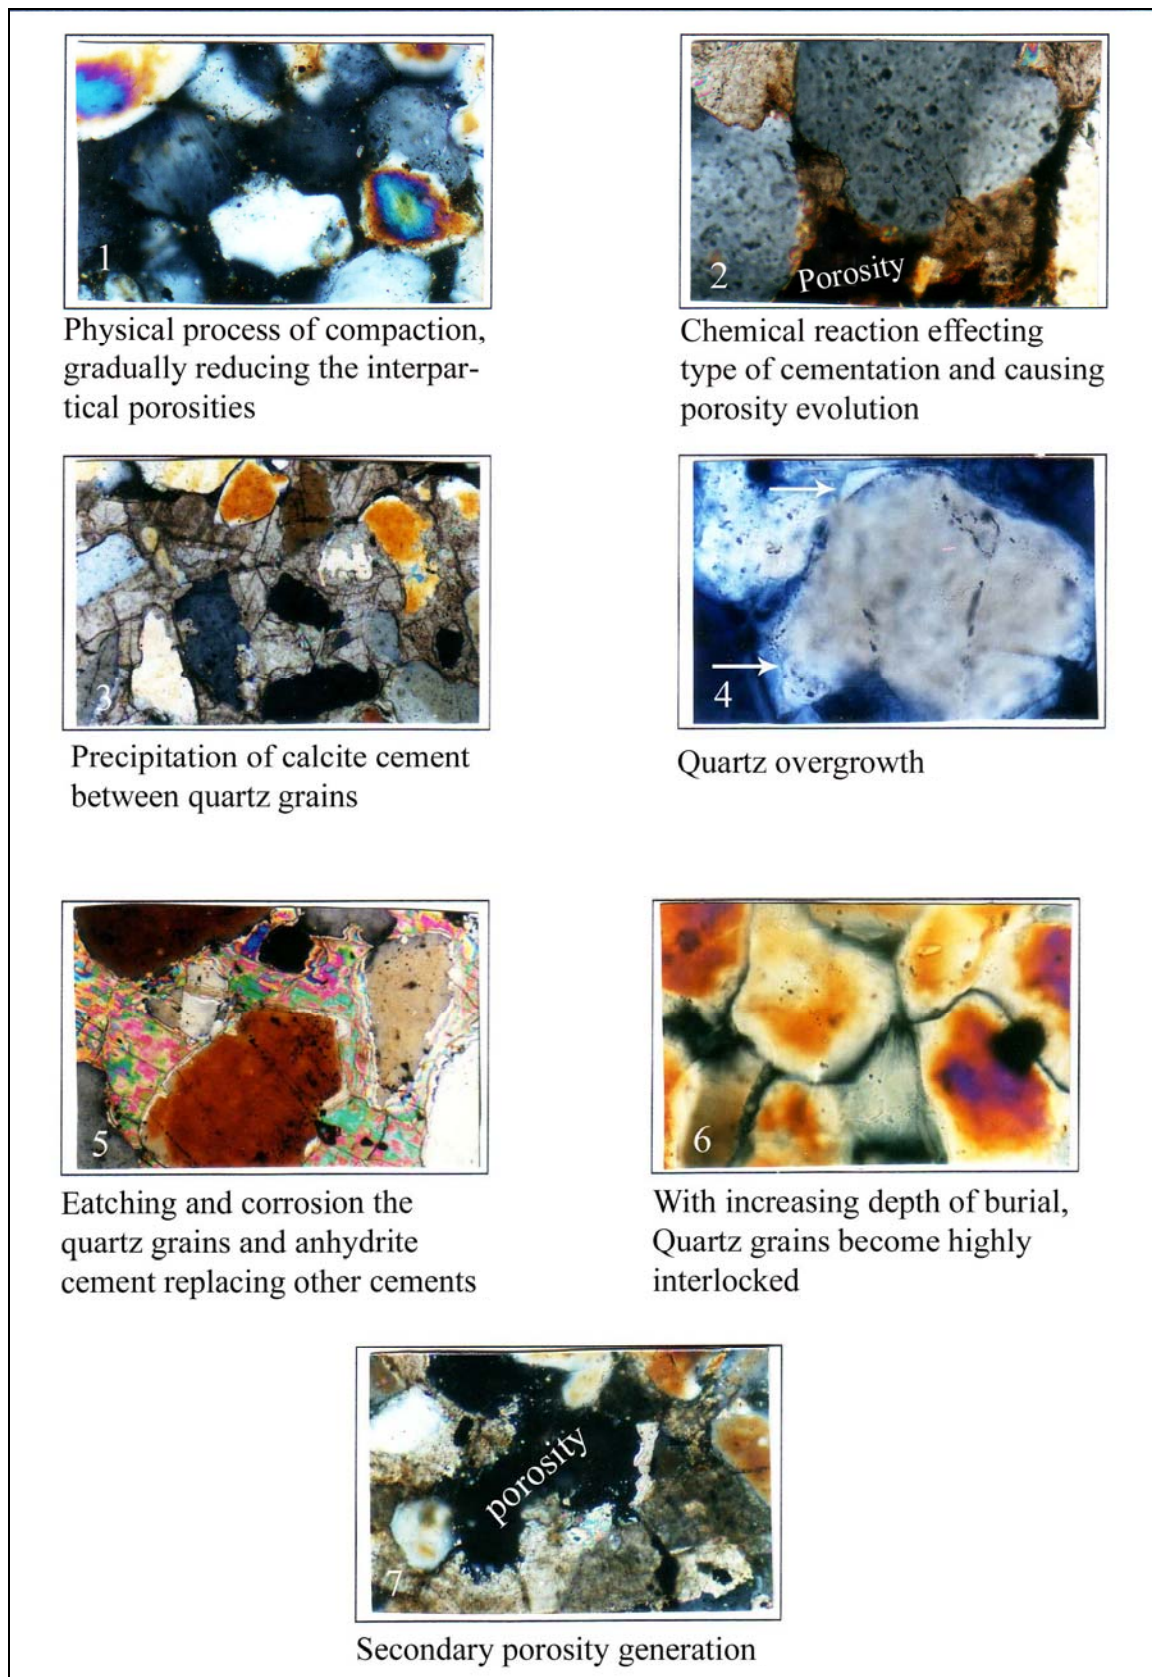 1
Physical process of compaction,
gradually reducing the interpar-
tical porosities
2
Porosity
Chemical reaction effecting
type of cementation and causing
porosity evolution
3
Precipitation of calcite cement
between quartz grains
4
Quartz overgrowth
5
Eatching and corrosion the
quartz grains and anhydrite
cement replacing other cements
6
With increasing depth of burial,
Quartz grains become highly
interlocked
porosity
7
Secondary porosity generation